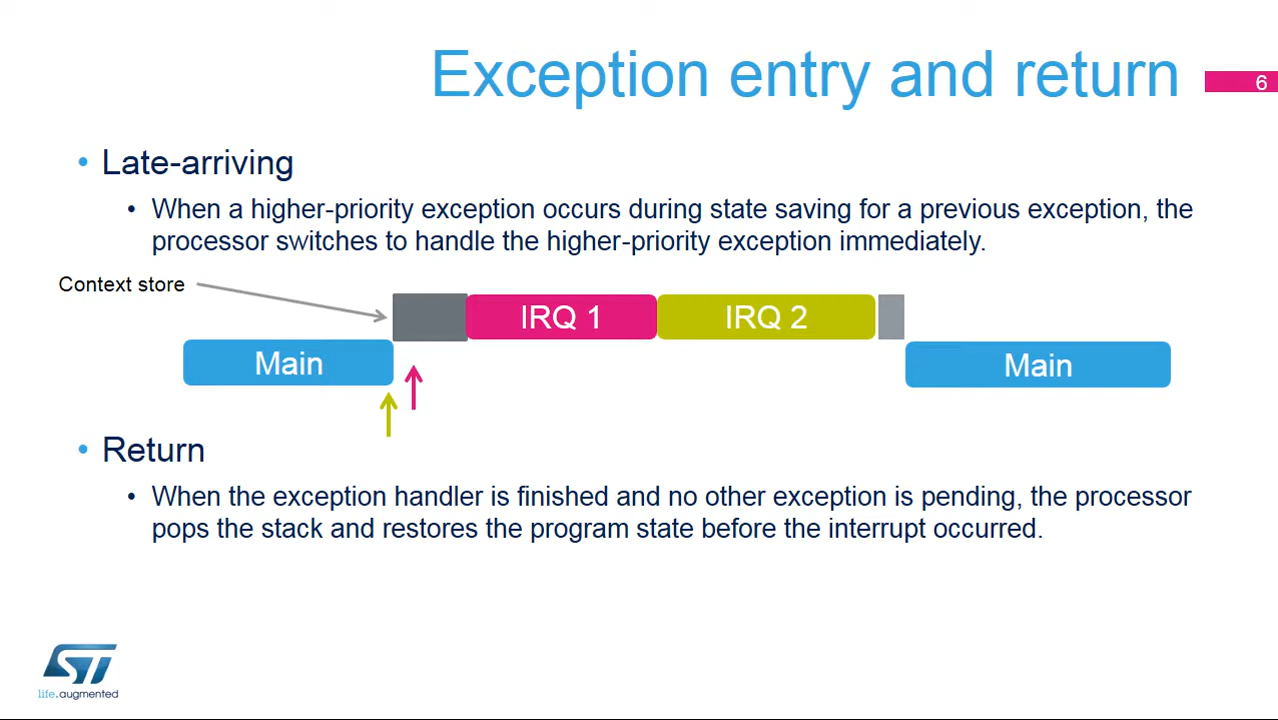 Exception entry and return
6
• Late-arriving
• When a higher-priority exception occurs during state saving for a previous exception, the
processor switches to handle the higher-priority exception immediately.
Context store
IRQ 1
IRQ 2
Main
Main
• Return
• When the exception handler is finished and no other exception is pending, the processor
pops the stack and restores the program state before the interrupt occurred.
ST
life.augmented